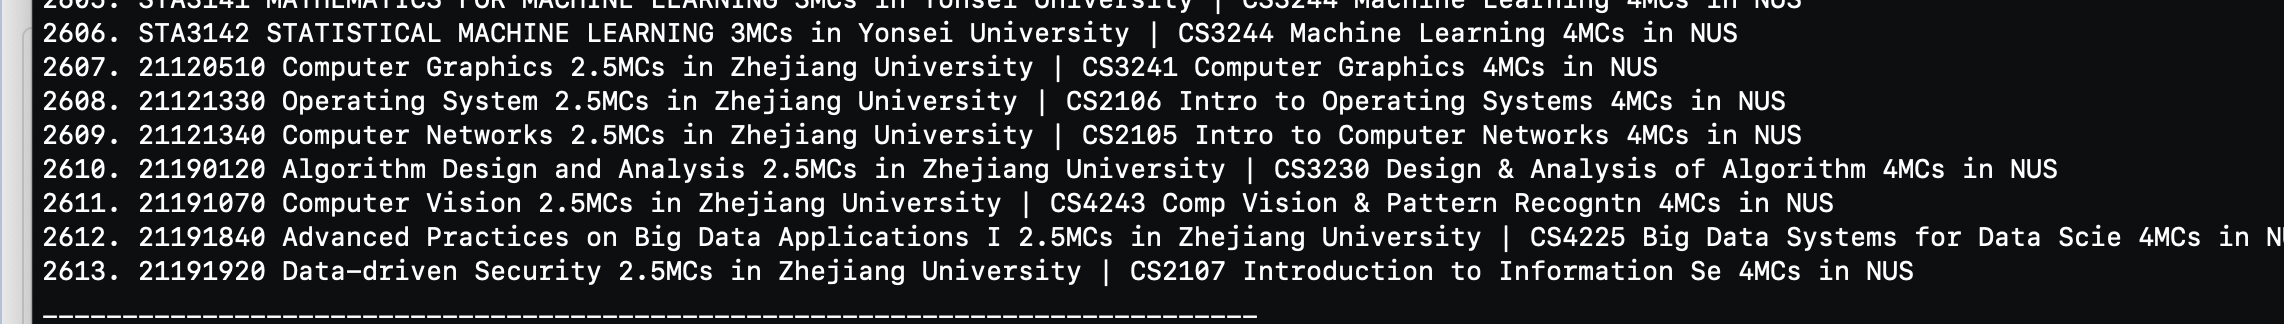 2605. STA3141 MATHEMATICS FOR MACHINE LEARNING 3MCs in Yonsei University | CS3244 Machine Learning 4MCs in NUS
2606. STA3142 STATISTICAL MACHINE LEARNING 3MCs in Yonsei University | CS3244 Machine Learning 4MCs in NUS
2607. 21120510 Computer Graphics 2.5MCs in Zhejiang University | CS3241 Computer Graphics 4MCs in NUS
2608. 21121330 Operating System 2.5MCs in Zhejiang University | CS2106 Intro to Operating Systems 4MCs in NUS
2609. 21121340 Computer Networks 2.5MCs in Zhejiang University | CS2105 Intro to Computer Networks 4MCs in NUS
2610. 21190120 Algorithm Design and Analysis 2.5MCs in Zhejiang University | CS3230 Design & Analysis of Algorithm 4MCs in NUS
2611. 21191070 Computer Vision 2.5MCs in Zhejiang University | CS4243 Comp Vision & Pattern Recogntn 4MCs in NUS
2612. 21191840 Advanced Practices on Big Data Applications I 2.5MCs in Zhejiang University | CS4225 Big Data Systems for Data Scie 4MCs in
2613. 21191920 Data-driven Security 2.5MCs in Zhejiang University | CS2107 Introduction to Information Se 4MCs in NUS
____________________________________________________________________________